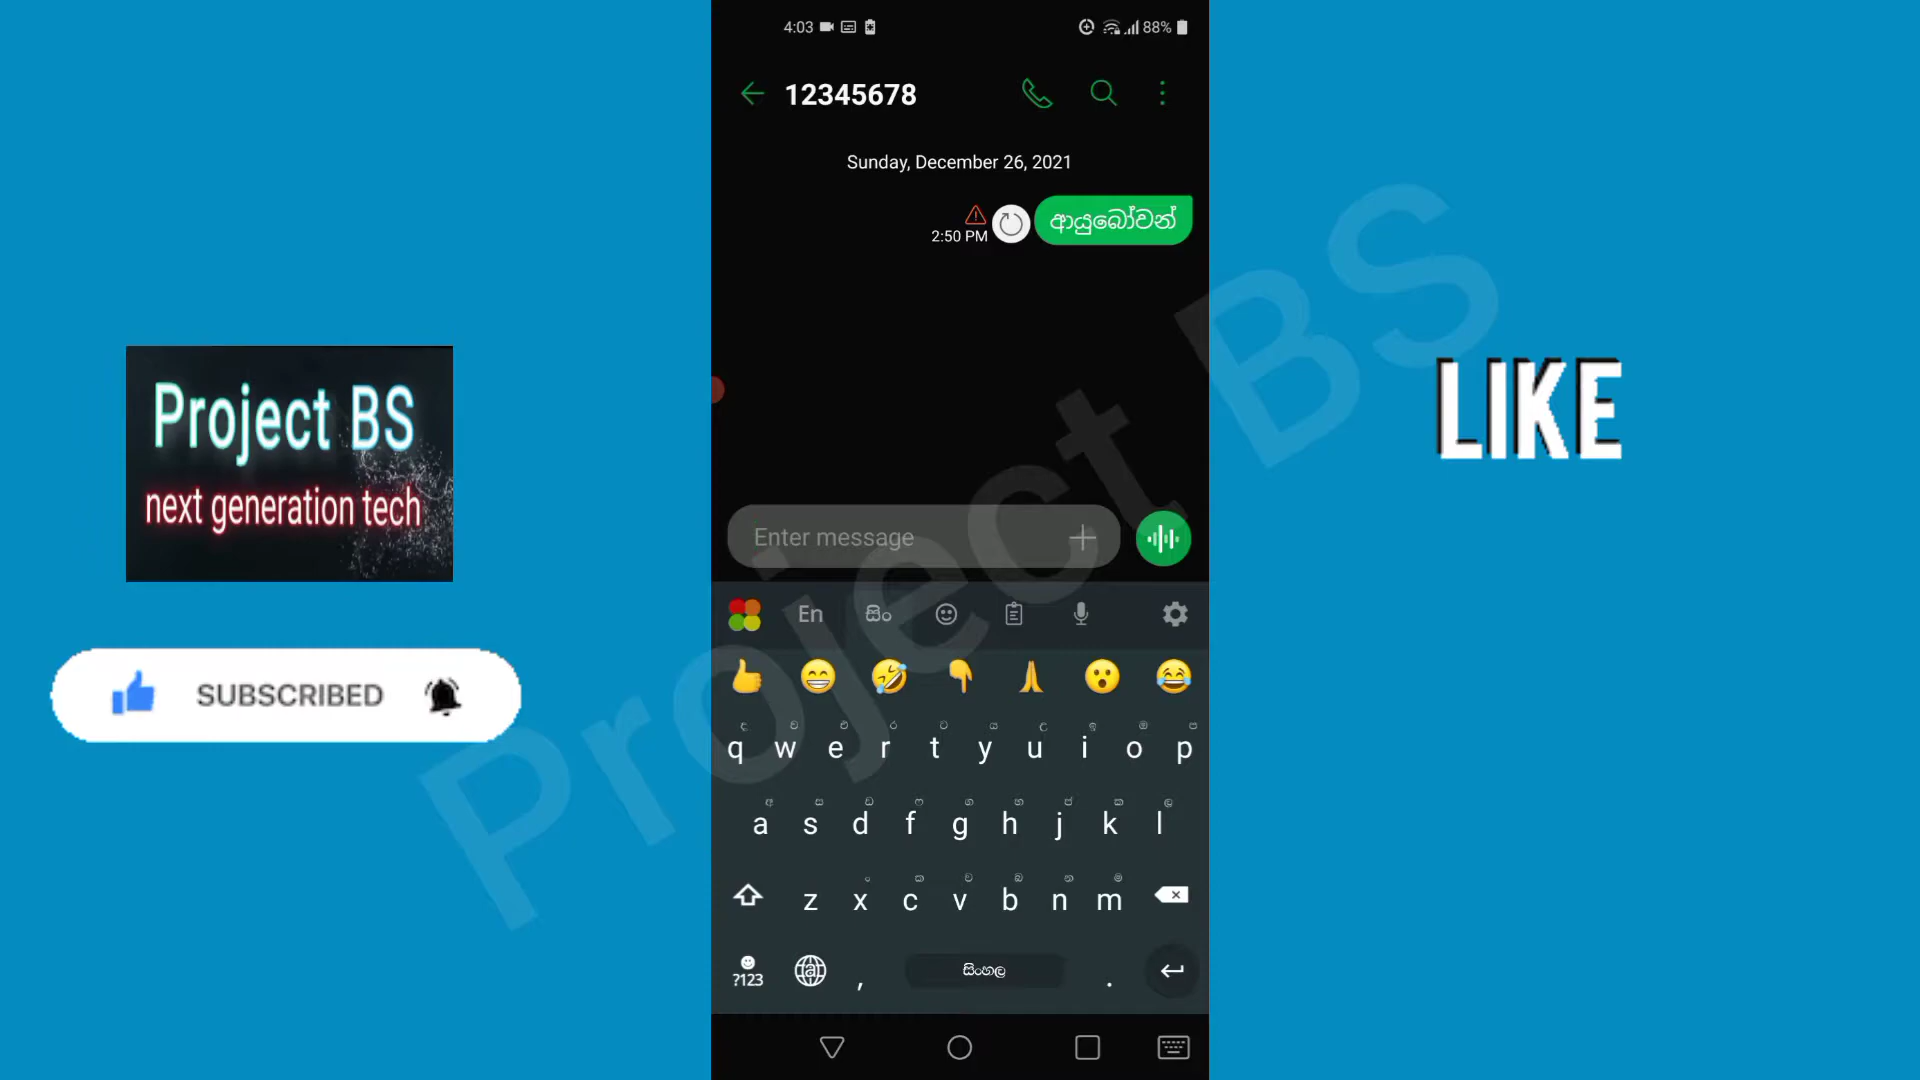 4:03
88%
12345678
Sunday, December 26, 2021
ආයුබෝවන්
2:50 PM
Project BS
next generation tech
LIKE
Enter message
En
සිං
SUBSCRIBED
q w e r t y u i o p
a s d f g h j k l
z x c v b n m
?123
,
සිංහල
.
Project BS